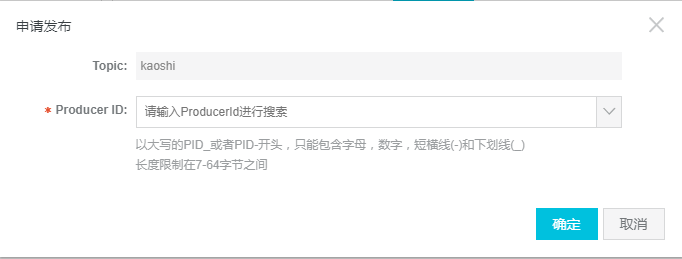 申请发布
Topic: kaoshi
* Producer ID: 请输入ProducerId进行搜索
以大写的PID_或者PID-开头，只能包含字母，数字，短横线(-)和下划线(_)
长度限制在7-64字节之间
确定 取消